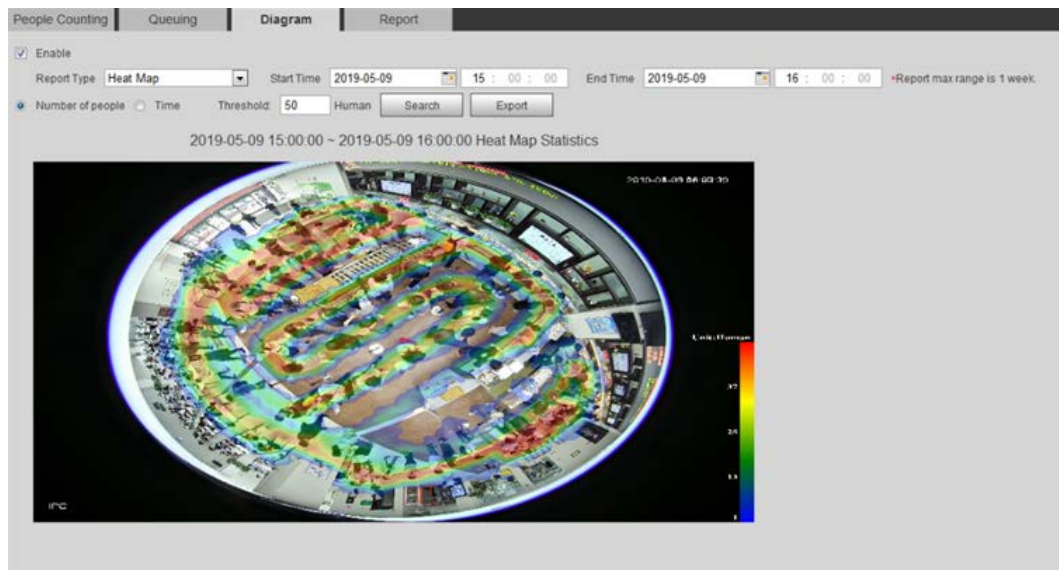 People Counting Queuing Diagram Report
Enable
Report Type Heat Map Start Time 2019-05-09 15 : 00 : 00 End Time 2019-05-09 16 : 00 : 00 *Report max range is 1 week.
Number of people Time Threshold: 50 Human Search Export
2019-05-09 15:00:00 ~ 2019-05-09 16:00:00 Heat Map Statistics
Unit:Human
1
IPC